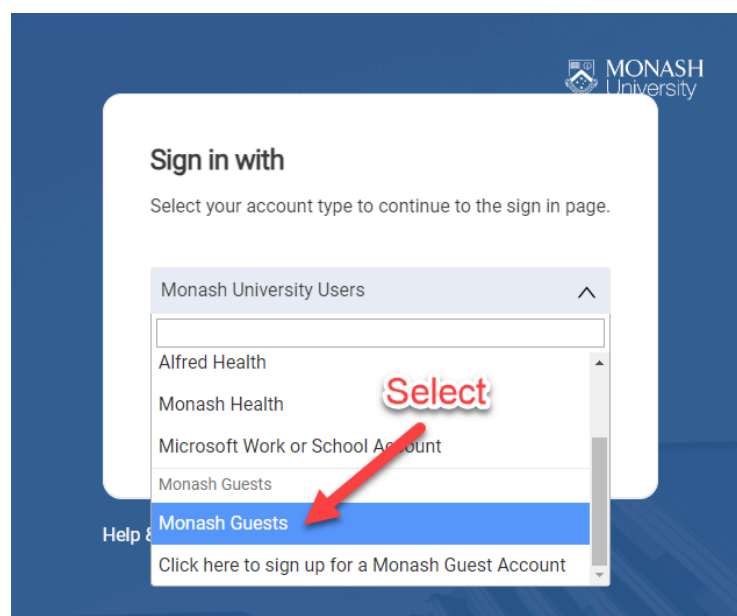 MONASH
University
Sign in with
Select your account type to continue to the sign in page.
Monash University Users
Alfred Health
Monash Health
Select
Microsoft Work or School Account
Monash Guests
Monash Guests
Help &
Click here to sign up for a Monash Guest Account